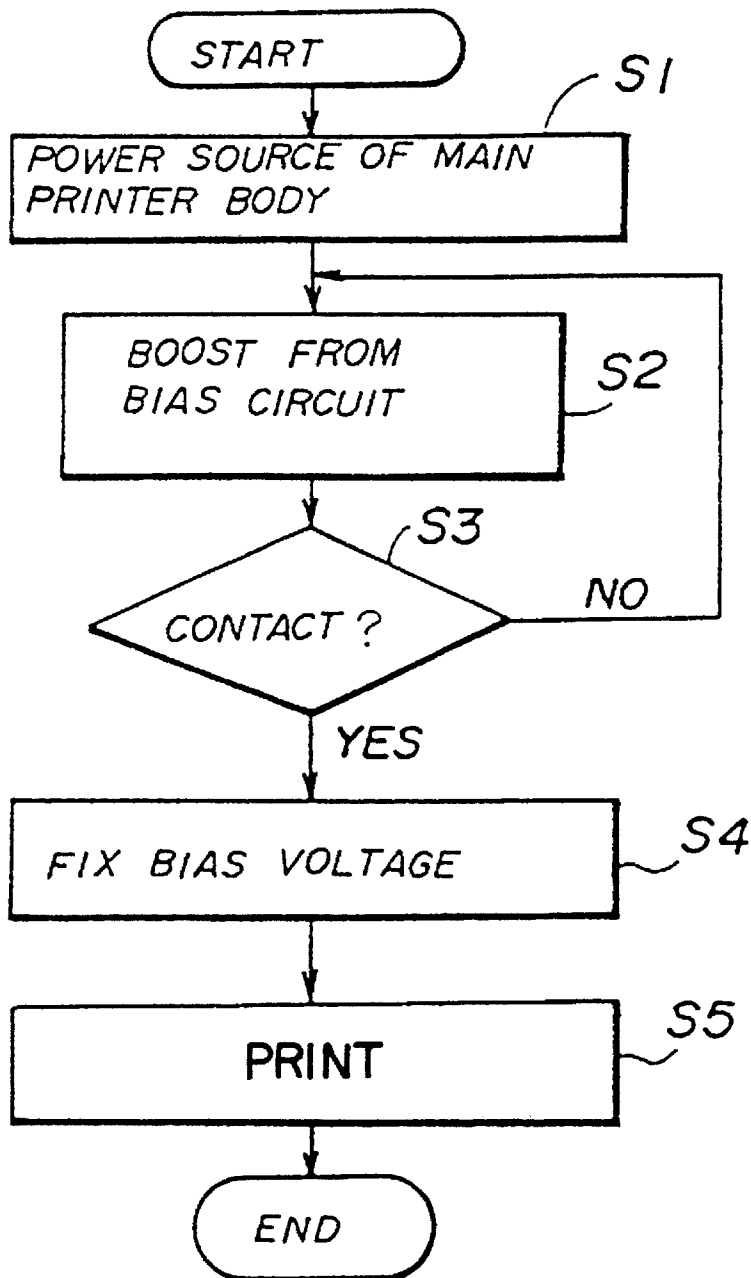 START
S1
POWER SOURCE OF MAIN
PRINTER BODY
BOOST FROM
BIAS CIRCUIT
S2
S3
CONTACT?
NO
YES
FIX BIAS VOLTAGE
S4
PRINT
S5
END